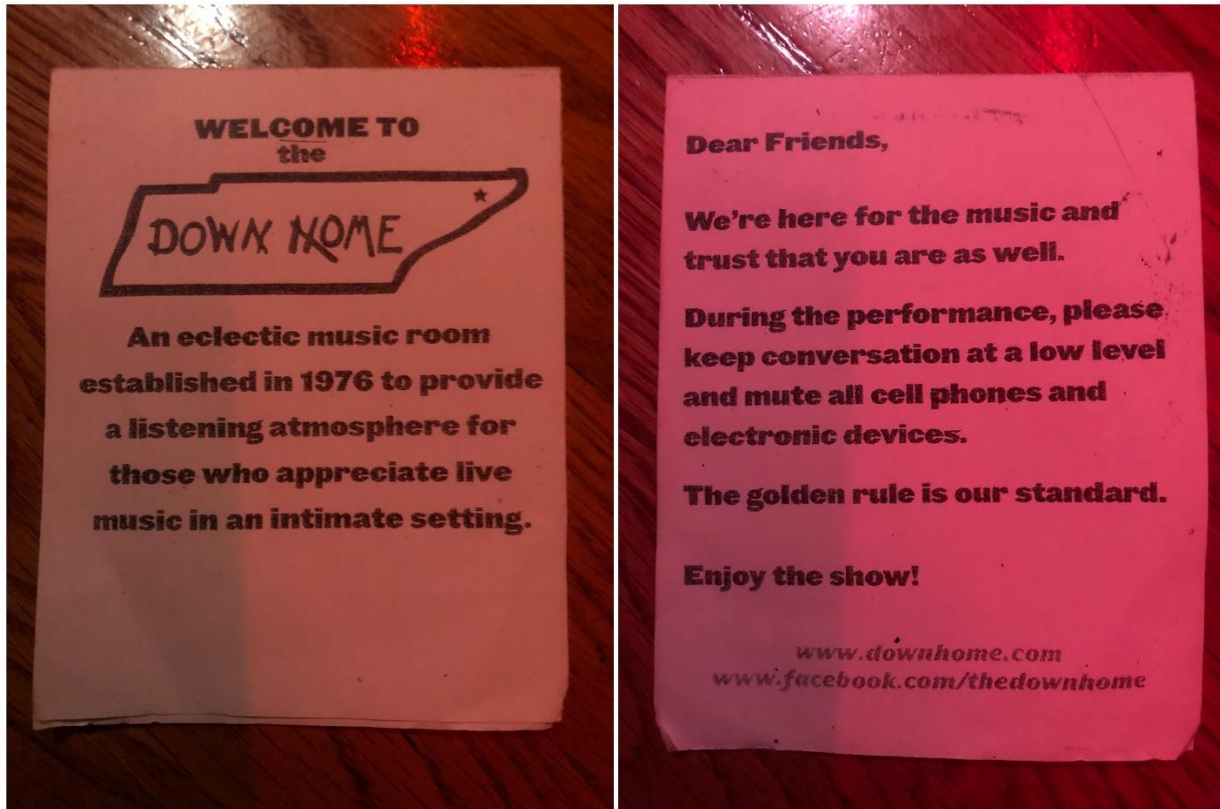 WELCOME TO
the
DOWN HOME
An eclectic music room
established in 1976 to provide
a listening atmosphere for
those who appreciate live
music in an intimate setting.
Dear Friends,
We're here for the music and
trust that you are as well.
During the performance, please
keep conversation at a low level
and mute all cell phones and
electronic devices.
The golden rule is our standard.
Enjoy the show!
www.downhome.com
www.facebook.com/thedownhome